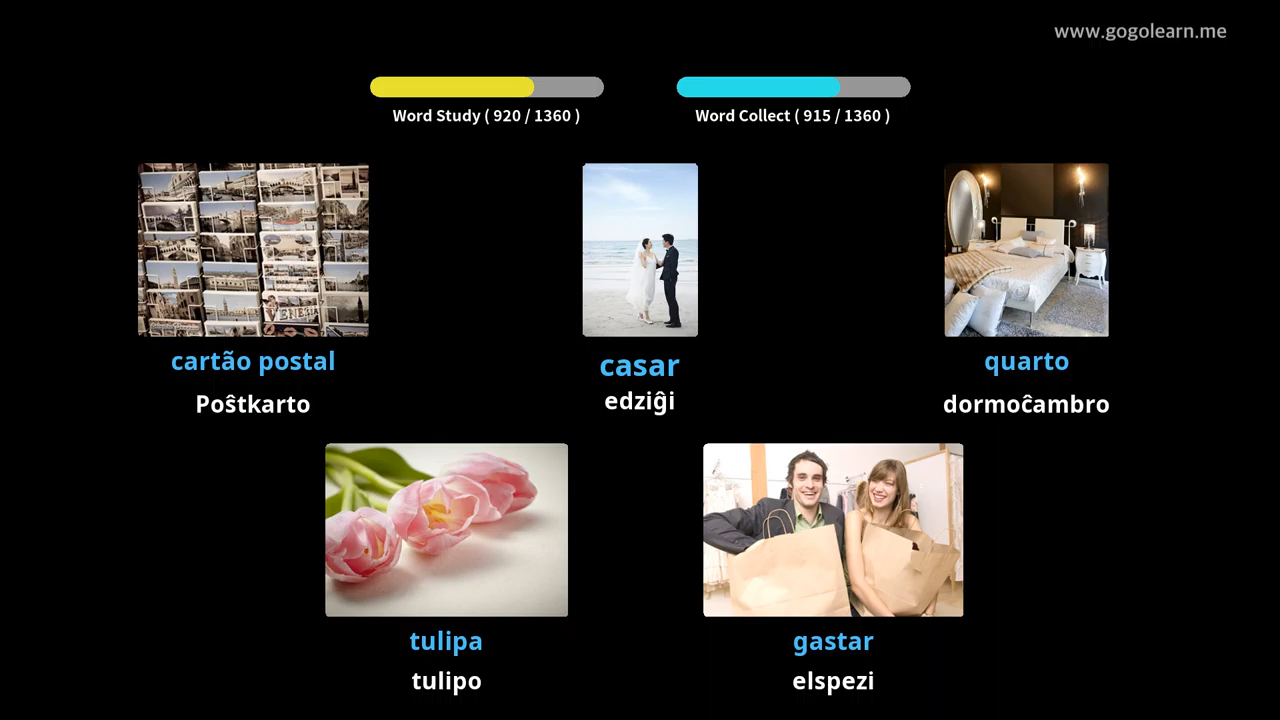 www.gogolearn.me
Word Study ( 920 / 1360 )
Word Collect ( 915 / 1360 )
cartão postal
Poŝtkarto
casar
edziĝi
quarto
dormoĉambro
tulipa
tulipo
gastar
elspezi